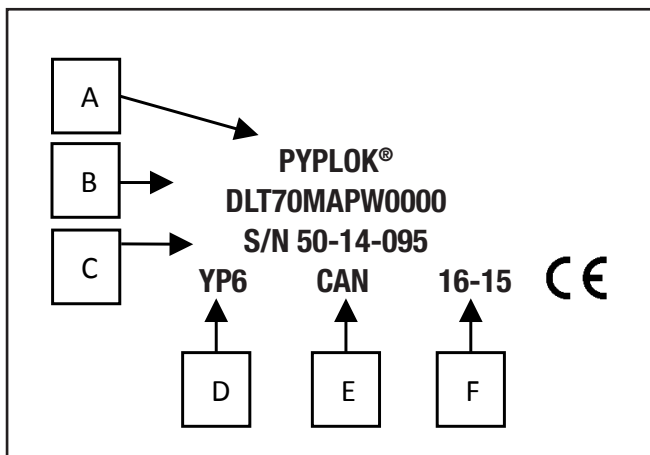 A
PYPLOK®
B
DLT70MAPW0000
C
S/N 50-14-095
YP6 CAN 16-15 CE
D E F